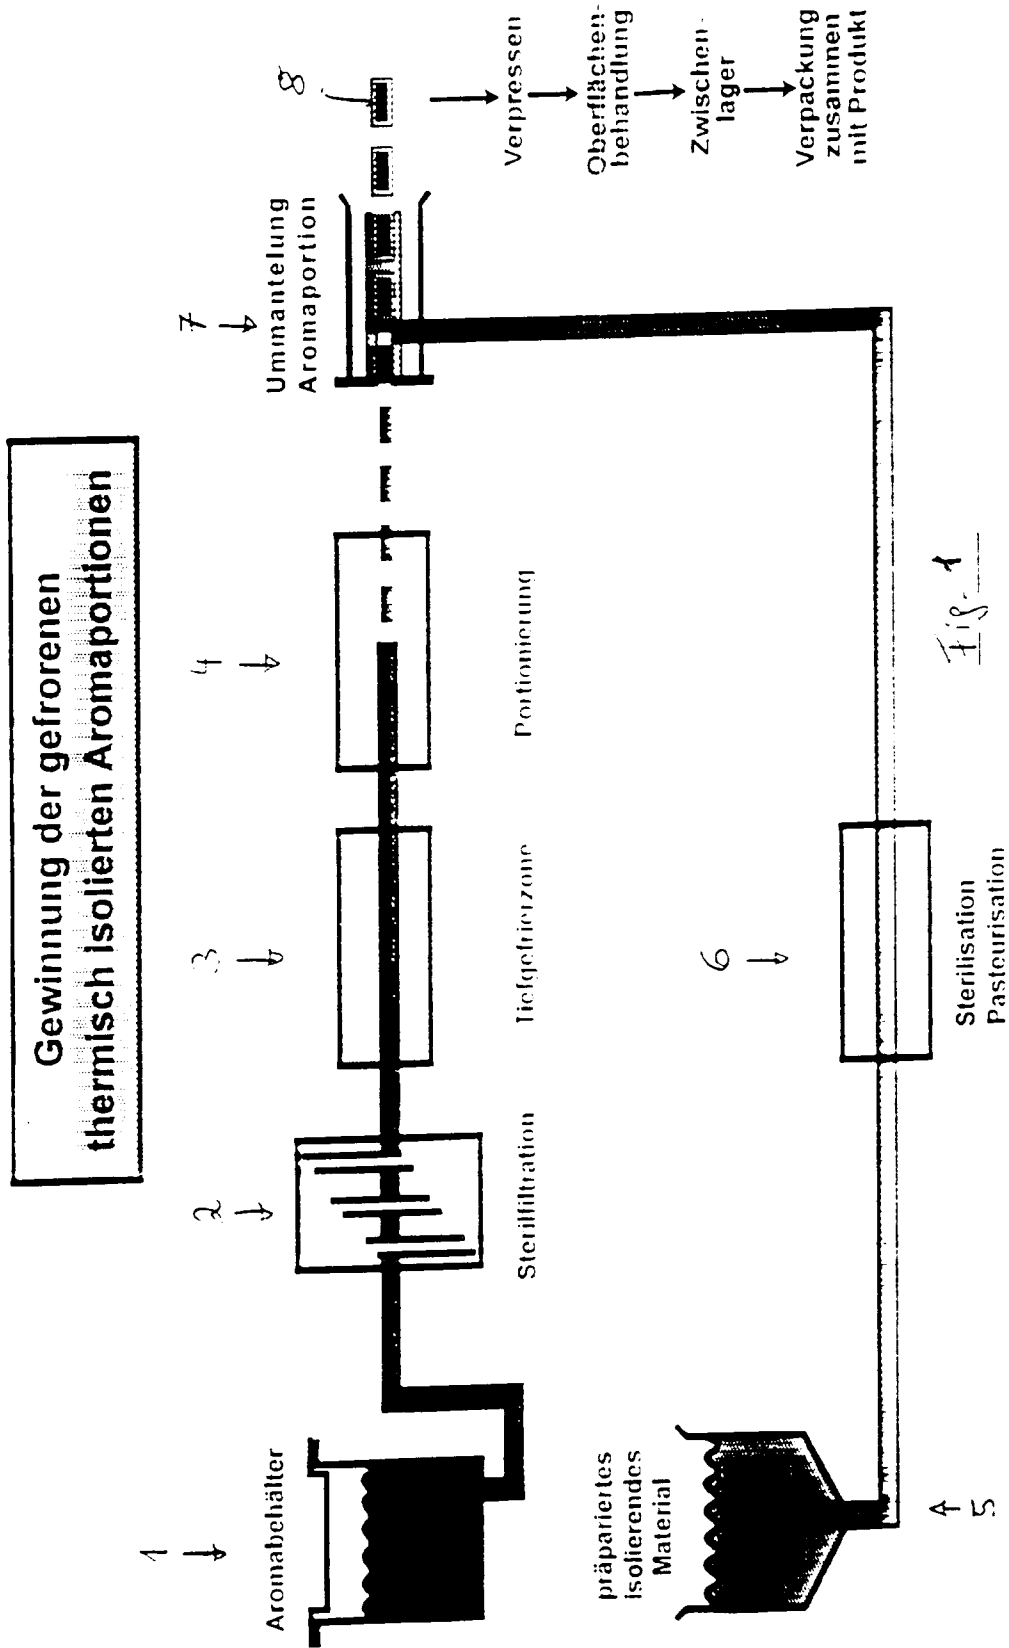 Gewinnung der gefrorenen
thermisch isolierten Aromaportionen
1
Aromabehälter
2
Sterilfiltration
3
Tiefgefrierzone
4
Portionierung
7
Ummantelung
Aromaportion
8
Verpressen
Oberflächen-
behandlung
Zwischen-
lager
Verpackung
zusammen
mit Produkt
präpariertes
isolierendes
Material
5
6
Sterilisation
Pasteurisation
Fig. 1